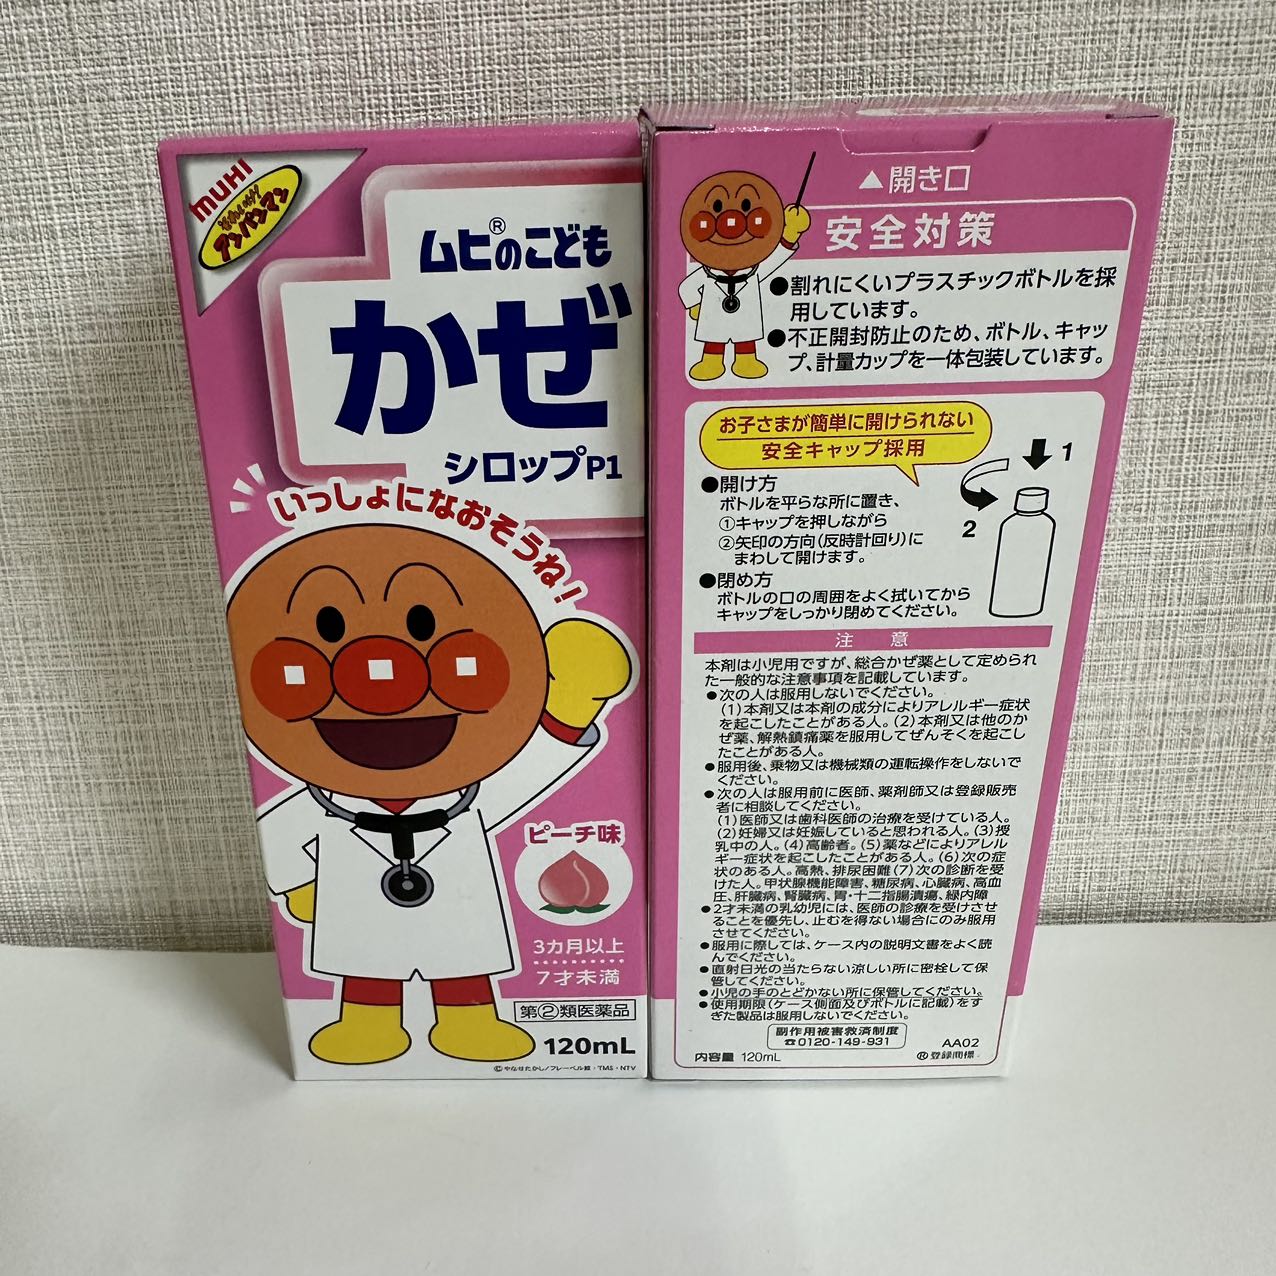 MUHI
それいけ!
アンパンマン
ムヒ®のこども
かぜ
シロップP1
いっしょになおそうね!
ピーチ味
3カ月以上
7才未満
第②類医薬品
120mL
©やなせたかし/フレーベル館・TMS・NTV
▲開き口
安全対策
●割れにくいプラスチックボトルを採
用しています。
●不正開封防止のため、ボトル、キャッ
プ、計量カップを一体包装しています。
お子さまが簡単に開けられない
安全キャップ採用
●開け方
ボトルを平らな所に置き、
①キャップを押しながら
②矢印の方向(反時計回り)に
まわして開けます。
1
2
●閉め方
ボトルの口の周囲をよく拭いてから
キャップをしっかり閉めてください。
注意
本剤は小児用ですが、総合かぜ薬として定められ
た一般的な注意事項を記載しています。
●次の人は服用しないでください。
(1)本剤又は本剤の成分によりアレルギー症状
を起こしたことがある人。(2)本剤又は他のか
ぜ薬、解熱鎮痛薬を服用してぜんそくを起こし
たことがある人。
●服用後、乗物又は機械類の運転操作をしないで
ください。
●次の人は服用前に医師、薬剤師又は登録販売
者に相談してください。
(1)医師又は歯科医師の治療を受けている人。
(2)妊婦又は妊娠していると思われる人。(3)授
乳中の人。(4)高齢者。(5)薬などによりアレル
ギー症状を起こしたことがある人。(6)次の症
状のある人。高熱、排尿困難(7)次の診断を受
けた人。甲状腺機能障害、糖尿病、心臓病、高血
圧、肝臓病、腎臓病、胃・十二指腸潰瘍、緑内障
●2才未満の乳幼児には、医師の診療を受けさせ
ることを優先し、止むを得ない場合にのみ服用
させてください。
●服用に際しては、ケース内の説明文書をよく読
んでください。
●直射日光の当たらない涼しい所に密栓して保
管してください。
●小児の手のとどかない所に保管してください。
●使用期限(ケース側面及びボトルに記載)をす
ぎた製品は服用しないでください。
副作用被害救済制度
☎0120-149-931
内容量 120mL
AA02
®登録商標